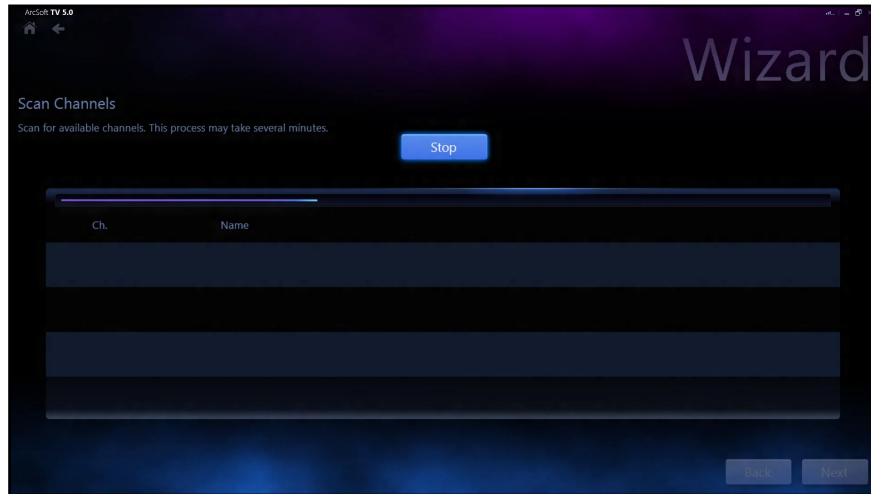 ArcSoft TV 5.0
Wizard
Scan Channels
Scan for available channels. This process may take several minutes.
Stop
Ch. Name
Back Next